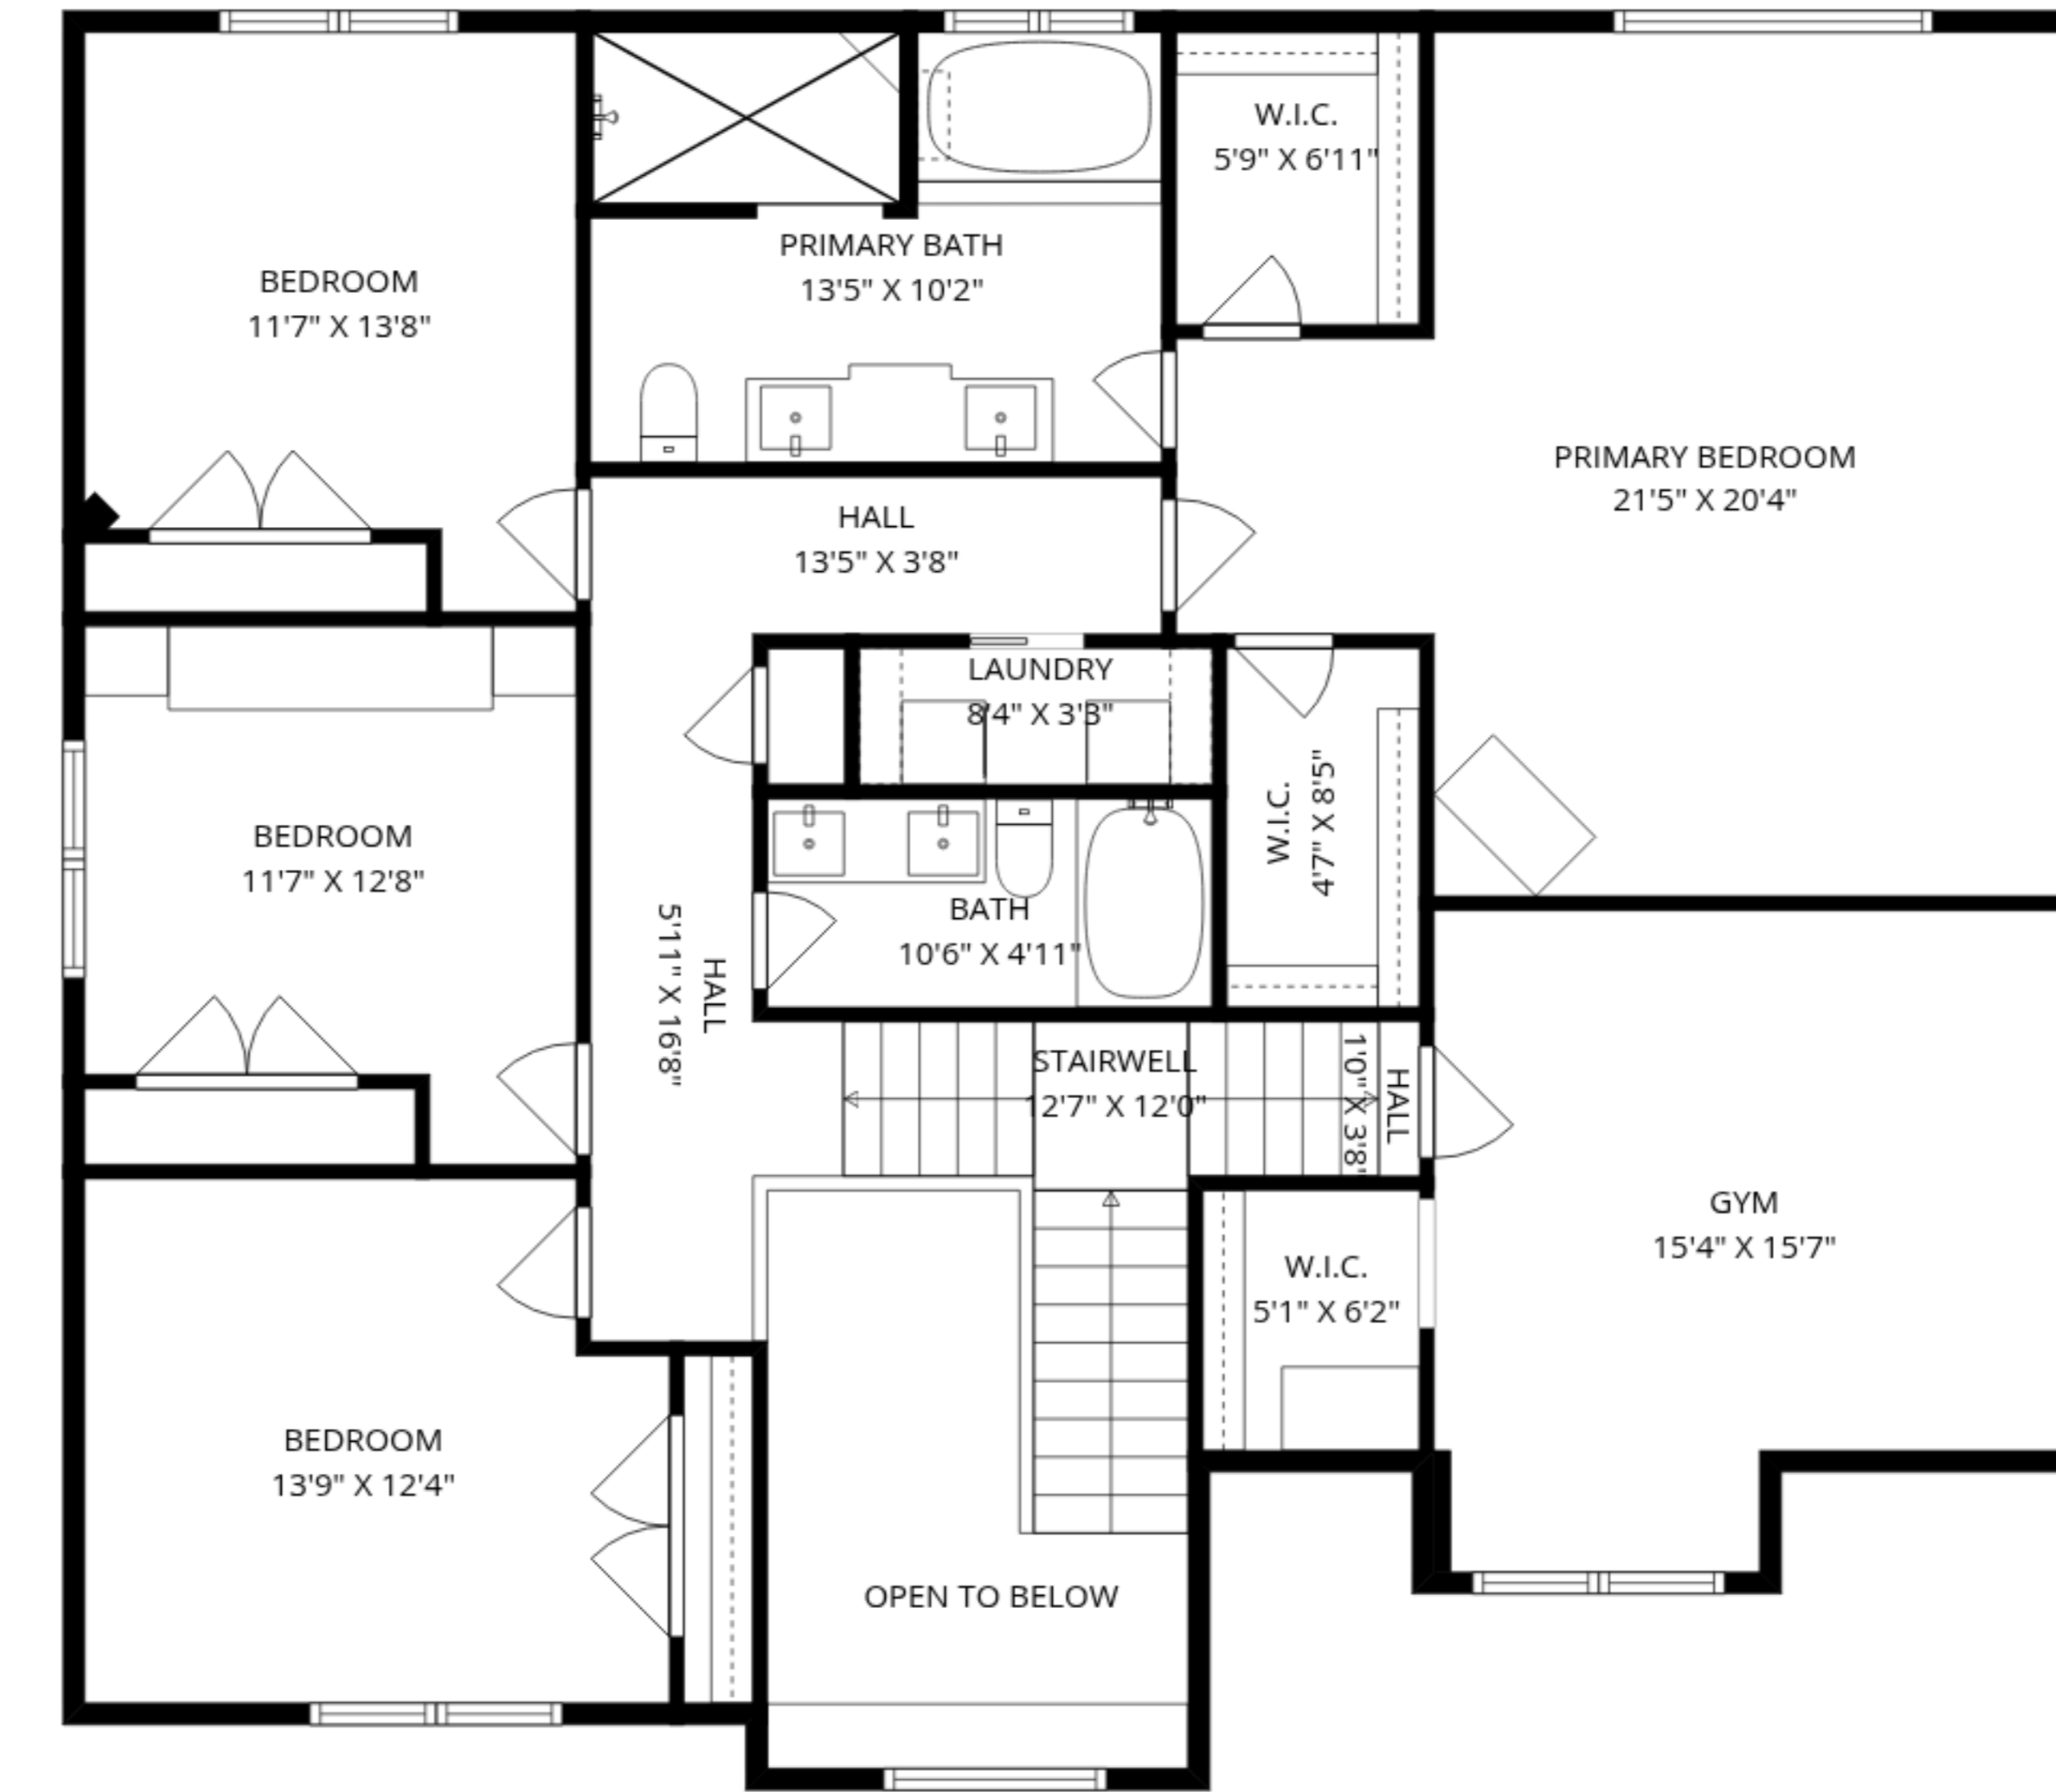 W.I.C.
5'9" X 6'11"
PRIMARY BATH
13'5" X 10'2"
BEDROOM
11'7" X 13'8"
PRIMARY BEDROOM
21'5" X 20'4"
HALL
13'5" X 3'8"
LAUNDRY
8'4" X 3'3"
W.I.C.
4'7" X 8'5"
BEDROOM
11'7" X 12'8"
BATH
10'6" X 4'11"
HALL
5'11" X 16'8"
STAIRWELL
12'7" X 12'0"
HALL
1'0" X 3'8"
GYM
15'4" X 15'7"
W.I.C.
5'1" X 6'2"
BEDROOM
13'9" X 12'4"
OPEN TO BELOW